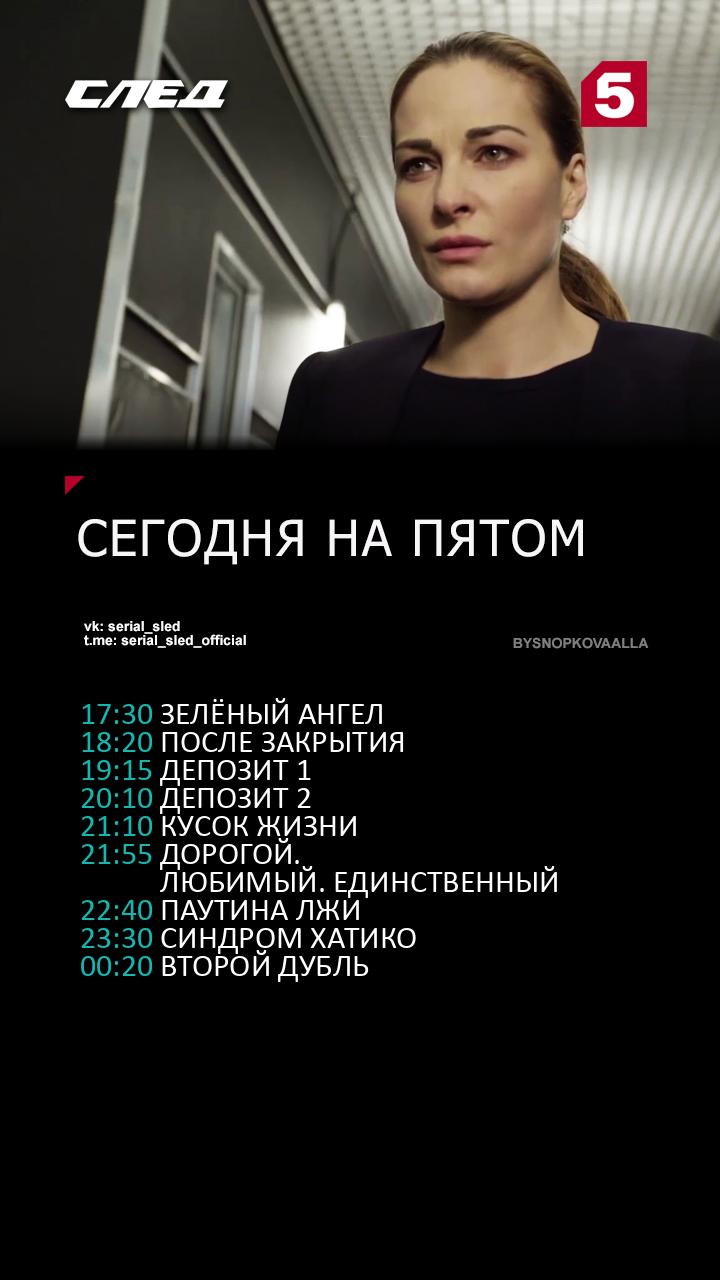 СЛЕД
5
СЕГОДНЯ НА ПЯТОМ
vk: serial_sled
t.me: serial_sled_official
BYSNOPKOVAALLA
17:30 ЗЕЛЁНЫЙ АНГЕЛ
18:20 ПОСЛЕ ЗАКРЫТИЯ
19:15 ДЕПОЗИТ 1
20:10 ДЕПОЗИТ 2
21:10 КУСОК ЖИЗНИ
21:55 ДОРОГОЙ.
ЛЮБИМЫЙ. ЕДИНСТВЕННЫЙ
22:40 ПАУТИНА ЛЖИ
23:30 СИНДРОМ ХАТИКО
00:20 ВТОРОЙ ДУБЛЬ